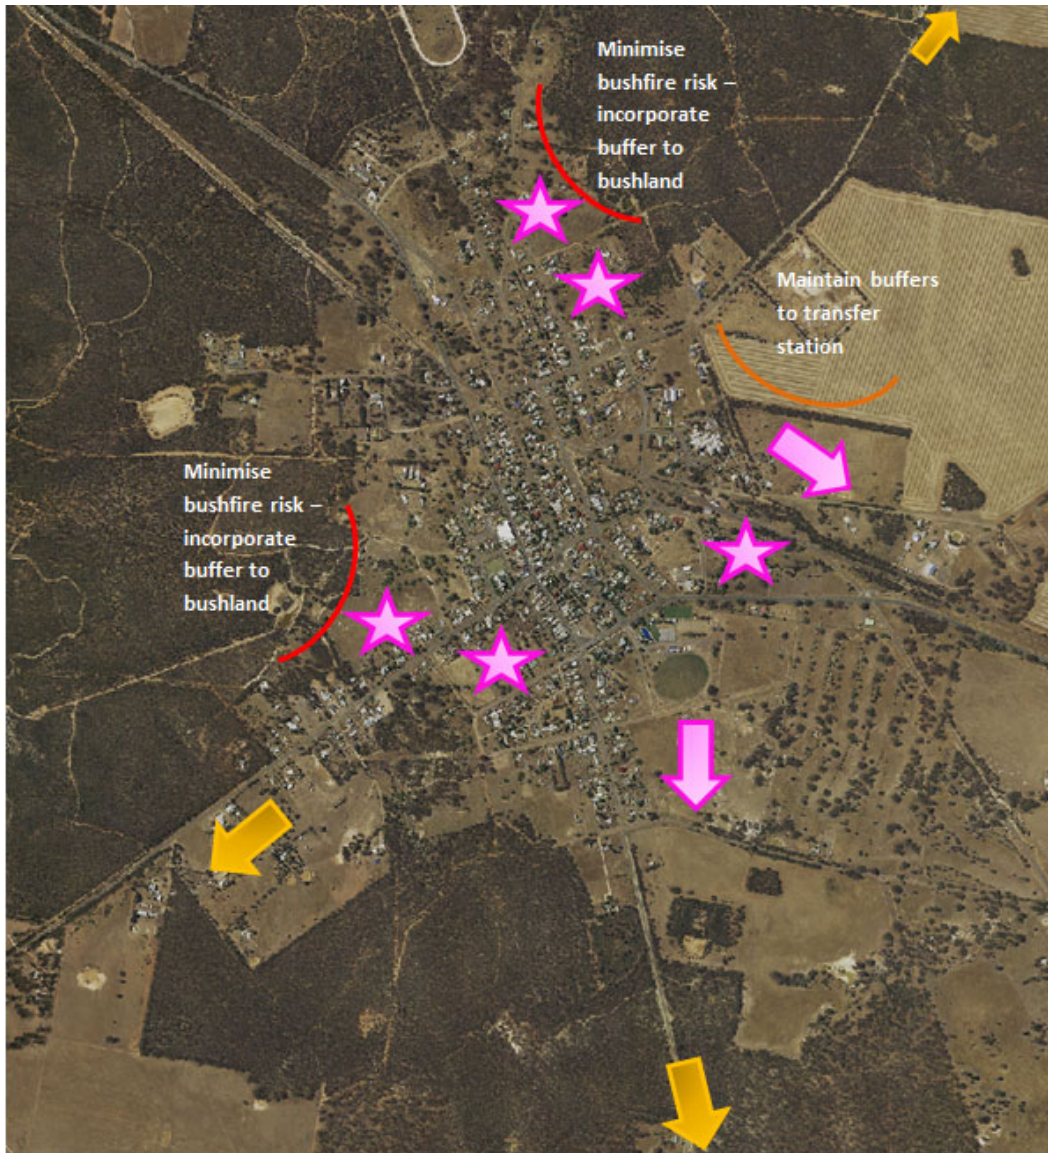 Minimise
bushfire risk –
incorporate
buffer to
bushland
Maintain buffers
to transfer
station
Minimise
bushfire risk –
incorporate
buffer to
bushland